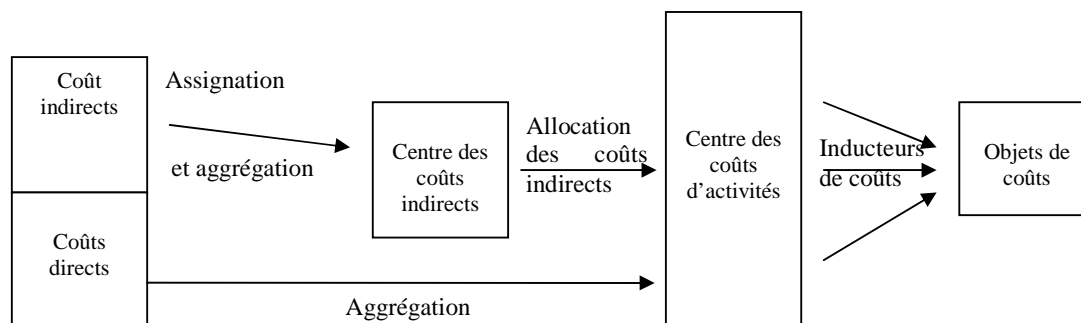 Coût
indirects
Assignation
et aggrégation
Coûts
directs
Aggrégation
Centre des
coûts
indirects
Allocation
des coûts
indirects
Centre des
coûts
d’activités
Inducteurs
de coûts
Objets de
coûts